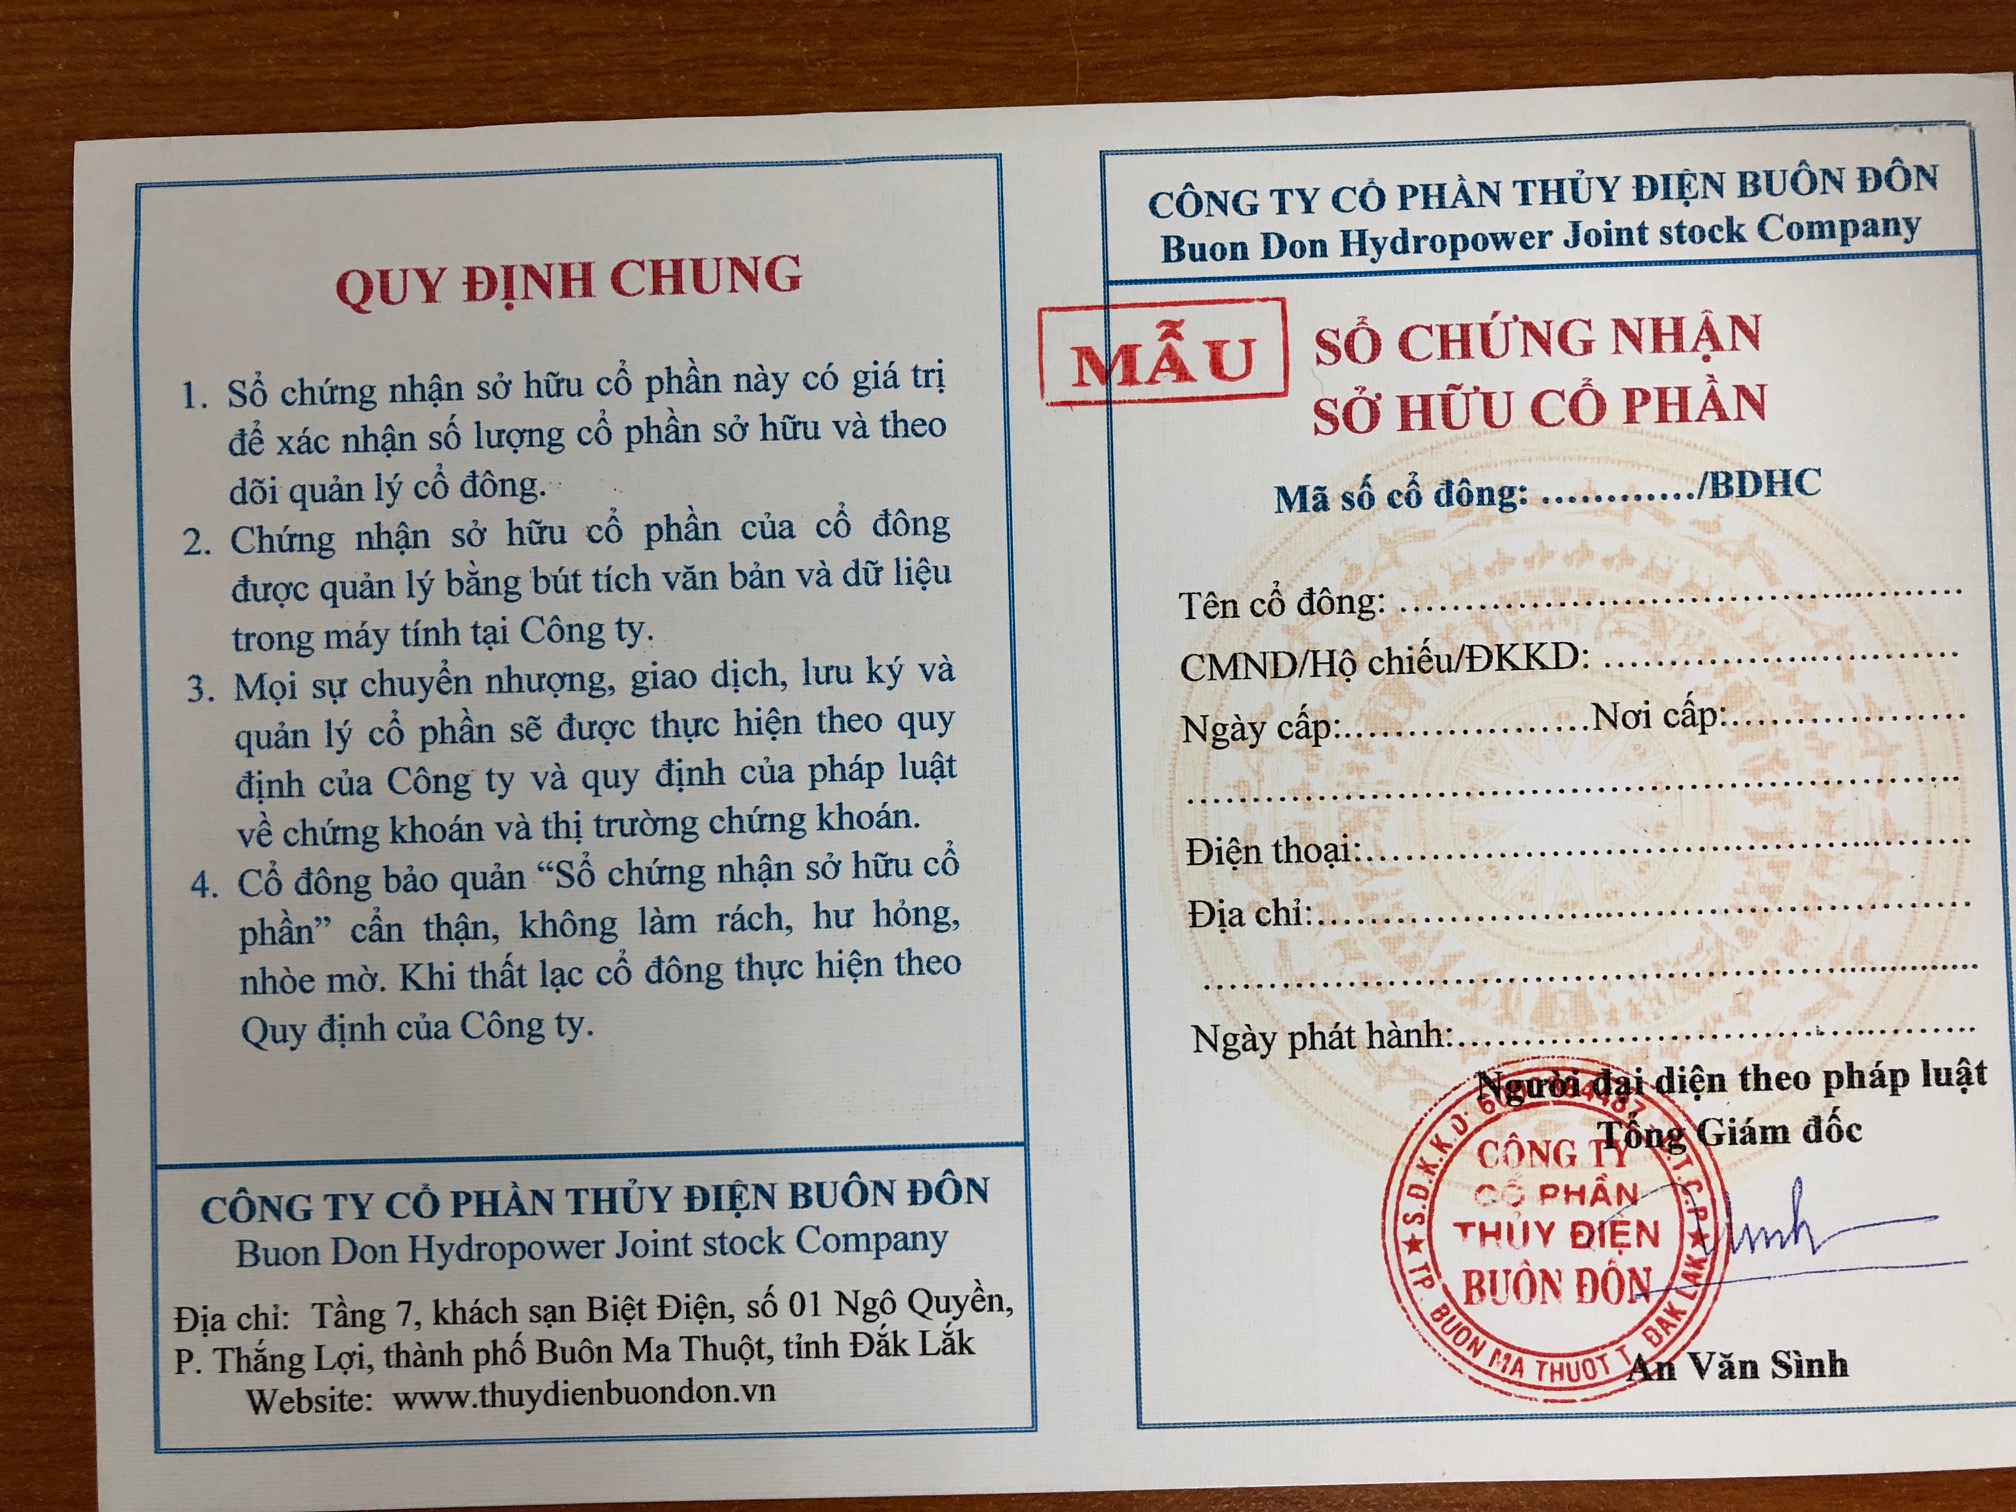 QUY ĐỊNH CHUNG
1. Sổ chứng nhận sở hữu cổ phần này có giá trị
để xác nhận số lượng cổ phần sở hữu và theo
dõi quản lý cổ đông.
2. Chứng nhận sở hữu cổ phần của cổ đông
được quản lý bằng bút tích văn bản và dữ liệu
trong máy tính tại Công ty.
3. Mọi sự chuyển nhượng, giao dịch, lưu ký và
quản lý cổ phần sẽ được thực hiện theo quy
định của Công ty và quy định của pháp luật
về chứng khoán và thị trường chứng khoán.
4. Cổ đông bảo quản “Sổ chứng nhận sở hữu cổ
phần” cẩn thận, không làm rách, hư hỏng,
nhòe mờ. Khi thất lạc cổ đông thực hiện theo
Quy định của Công ty.
CÔNG TY CỔ PHẦN THỦY ĐIỆN BUÔN ĐÔN
Buon Don Hydropower Joint stock Company
Địa chỉ: Tầng 7, khách sạn Biệt Điện, số 01 Ngô Quyền,
P. Thắng Lợi, thành phố Buôn Ma Thuột, tỉnh Đắk Lắk
Website: www.thuydienbuondon.vn
CÔNG TY CỔ PHẦN THỦY ĐIỆN BUÔN ĐÔN
Buon Don Hydropower Joint stock Company
MẪU
SỔ CHỨNG NHẬN
SỞ HỮU CỔ PHẦN
Mã số cổ đông: ............/BDHC
Tên cổ đông: ............
CMND/Hộ chiếu/ĐKKD: ............
Ngày cấp:............Nơi cấp:............
Điện thoại:............
Địa chỉ:............
Ngày phát hành:............
Người đại diện theo pháp luật
Tổng Giám đốc
S.Đ.K.K.D:
C.T.C.P
CÔNG TY
CỔ PHẦN
THỦY ĐIỆN
BUÔN ĐÔN
TP. BUÔN MA THUỘT T. ĐAK LAK
An Văn Sình